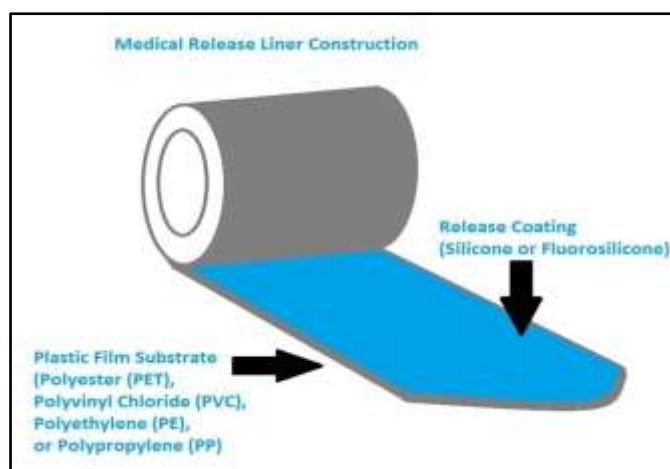 Medical Release Liner Construction
Release Coating
(Silicone or Fluorosilicone)
Plastic Film Substrate
(Polyester (PET),
Polyvinyl Chloride (PVC),
Polyethylene (PE),
or Polypropylene (PP)